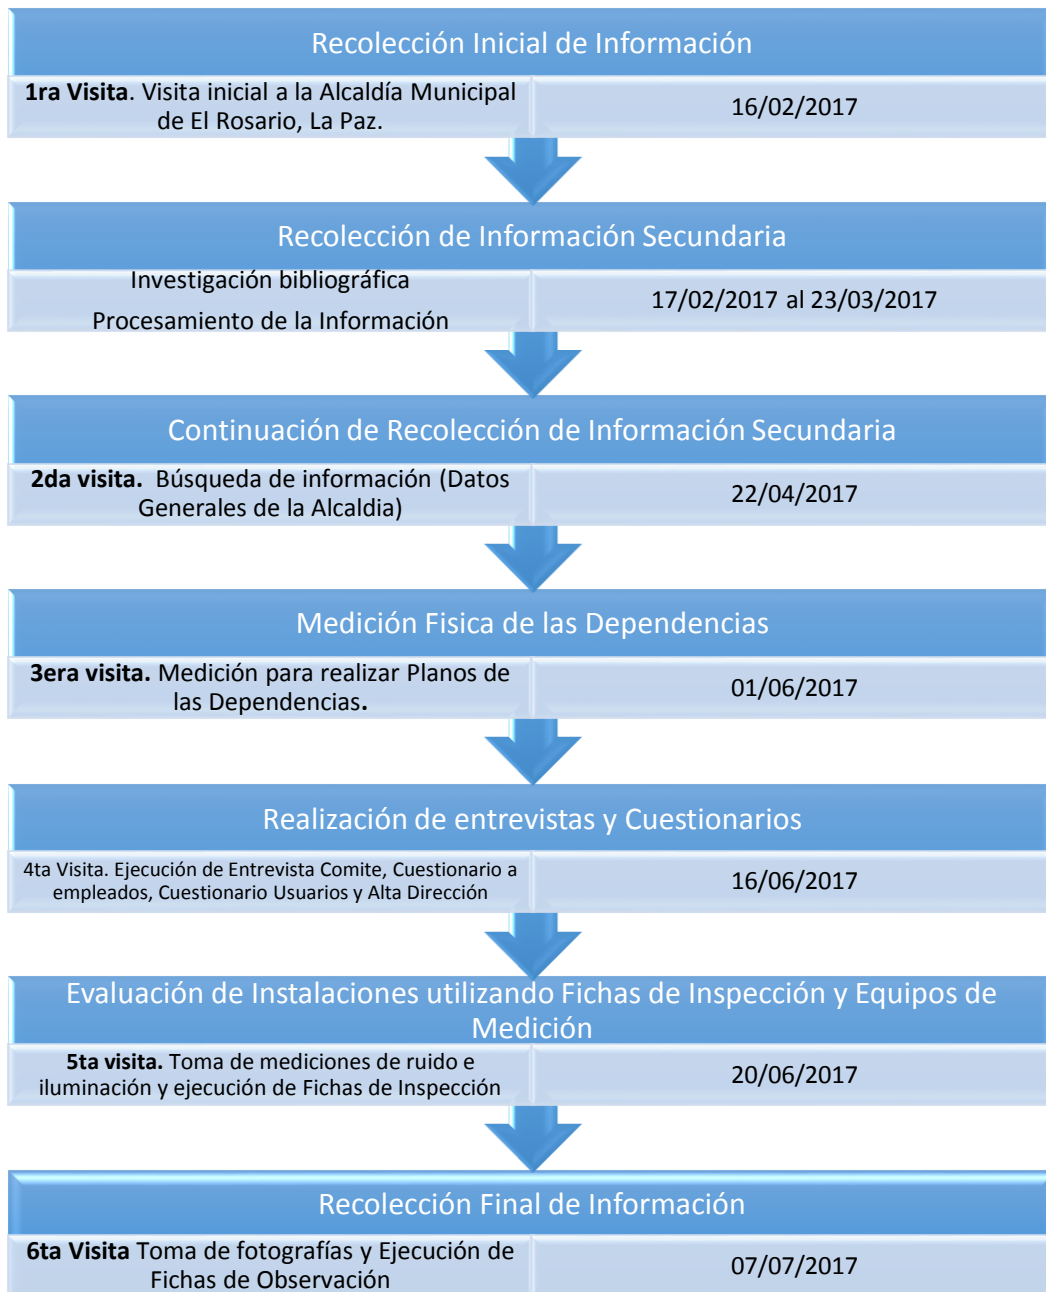 Recolección Inicial de Información
1ra Visita. Visita inicial a la Alcaldía Municipal
de El Rosario, La Paz.
16/02/2017
Recolección de Información Secundaria
Investigación bibliográfica
Procesamiento de la Información
17/02/2017 al 23/03/2017
Continuación de Recolección de Información Secundaria
2da visita. Búsqueda de información (Datos
Generales de la Alcaldia)
22/04/2017
Medición Fisica de las Dependencias
3era visita. Medición para realizar Planos de
las Dependencias.
01/06/2017
Realización de entrevistas y Cuestionarios
4ta Visita. Ejecución de Entrevista Comite, Cuestionario a
empleados, Cuestionario Usuarios y Alta Dirección
16/06/2017
Evaluación de Instalaciones utilizando Fichas de Inspección y Equipos de
Medición
5ta visita. Toma de mediciones de ruido e
iluminación y ejecución de Fichas de Inspección
20/06/2017
Recolección Final de Información
6ta Visita Toma de fotografías y Ejecución de
Fichas de Observación
07/07/2017